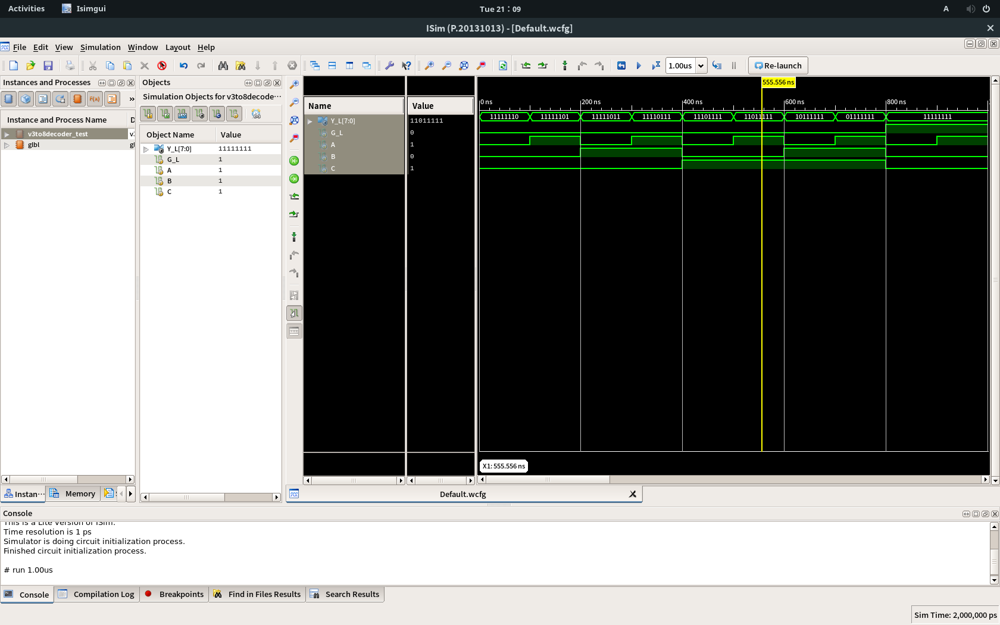 Activities Isimgui Tue 21:09 A
ISim (P.20131013) - [Default.wcfg]
File Edit View Simulation Window Layout Help
1.00us Re-launch
Instances and Processes
Instance and Process Name D
v3to8decoder_test v:
glbl gl
Instan··· Memory
Objects
Simulation Objects for v3to8decode···
Object Name Value
Y_L[7:0] 11111111
G_L 1
A 1
B 1
C 1
Name Value
Y_L[7:0] 11011111
G_L 0
A 1
B 0
C 1
555.556 ns
0 ns 200 ns 400 ns 600 ns 800 ns
11111110 11111101 11111011 11110111 11101111 11011111 10111111 01111111 11111111
X1: 555.556 ns
Default.wcfg
Console
This is a Lite version of ISim.
Time resolution is 1 ps
Simulator is doing circuit initialization process.
Finished circuit initialization process.
# run 1.00us
Console Compilation Log Breakpoints Find in Files Results Search Results
Sim Time: 2,000,000 ps